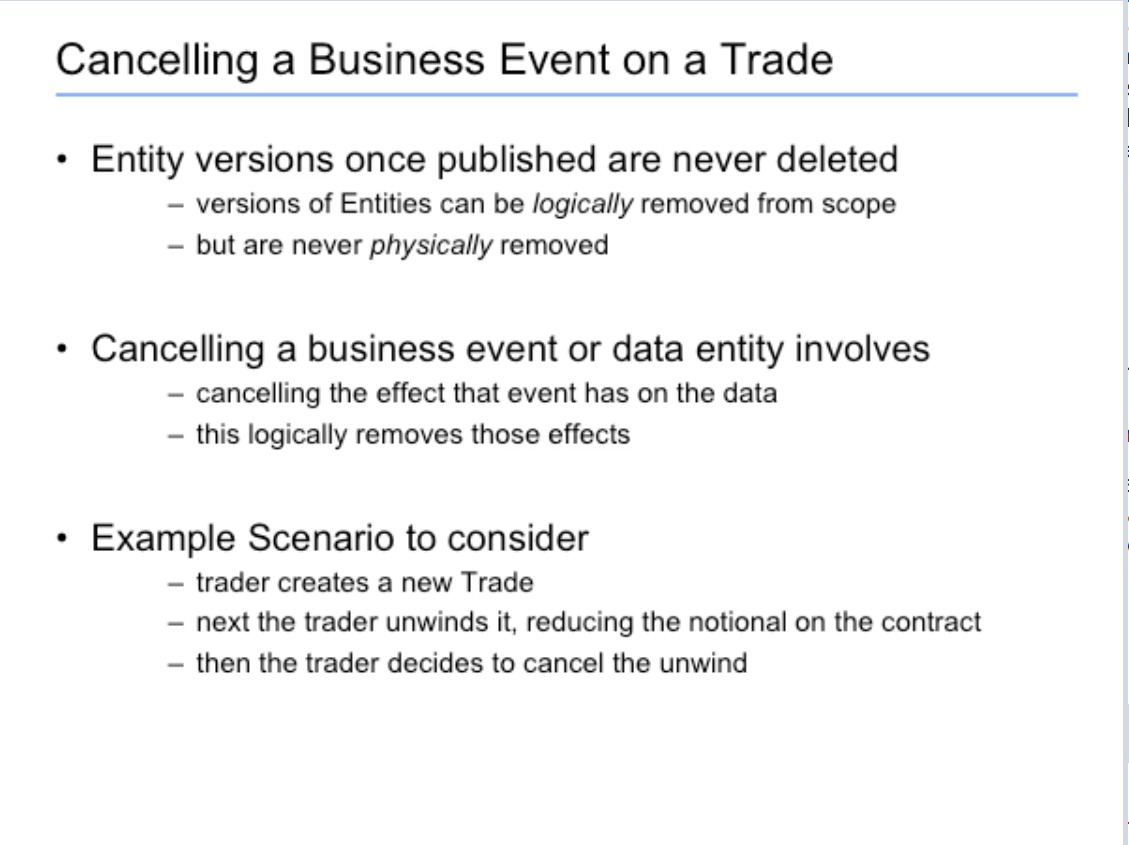 Cancelling a Business Event on a Trade
• Entity versions once published are never deleted
– versions of Entities can be logically removed from scope
– but are never physically removed
• Cancelling a business event or data entity involves
– cancelling the effect that event has on the data
– this logically removes those effects
• Example Scenario to consider
– trader creates a new Trade
– next the trader unwinds it, reducing the notional on the contract
– then the trader decides to cancel the unwind